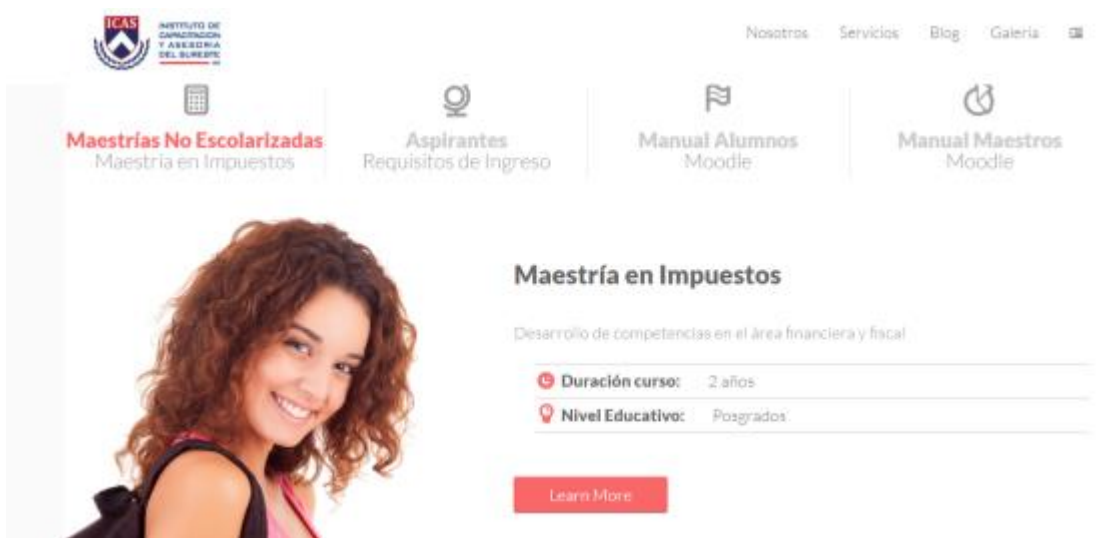 ICAS
INSTITUTO DE
CAPACITACION
Y ASESORIA
DEL SURESTE
Nosotros Servicios Blog Galeria
Maestrías No Escolarizadas
Maestria en Impuestos
Aspirantes
Requisitos de Ingreso
Manual Alumnos
Moodle
Manual Maestros
Moodle
Maestría en Impuestos
Desarrollo de competencias en el área financiera y fiscal
Duración curso: 2 años
Nivel Educativo: Posgrados
Learn More